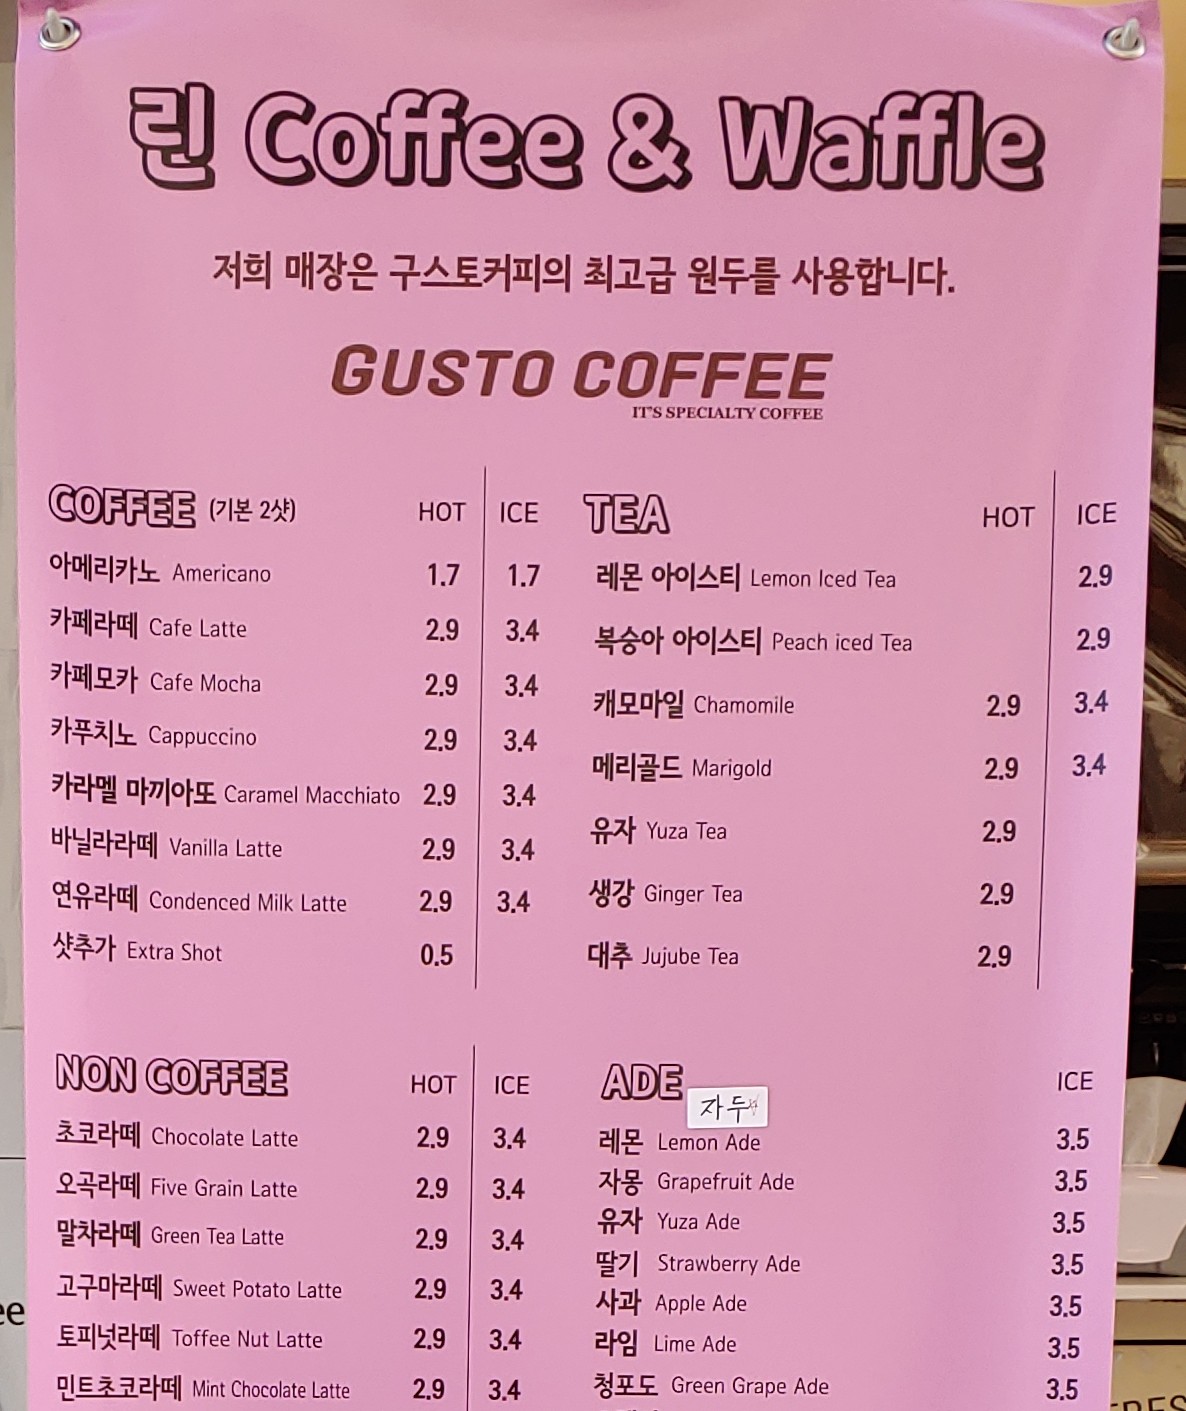 린 Coffee & Waffle
저희 매장은 구스토커피의 최고급 원두를 사용합니다.
GUSTO COFFEE
IT'S SPECIALTY COFFEE
COFFEE (기본 2샷) HOT ICE
아메리카노 Americano 1.7 1.7
카페라떼 Cafe Latte 2.9 3.4
카페모카 Cafe Mocha 2.9 3.4
카푸치노 Cappuccino 2.9 3.4
카라멜 마끼아또 Caramel Macchiato 2.9 3.4
바닐라라떼 Vanilla Latte 2.9 3.4
연유라떼 Condenced Milk Latte 2.9 3.4
샷추가 Extra Shot 0.5
TEA HOT ICE
레몬 아이스티 Lemon Iced Tea 2.9
복숭아 아이스티 Peach iced Tea 2.9
캐모마일 Chamomile 2.9 3.4
메리골드 Marigold 2.9 3.4
유자 Yuza Tea 2.9
생강 Ginger Tea 2.9
대추 Jujube Tea 2.9
NON COFFEE HOT ICE
초코라떼 Chocolate Latte 2.9 3.4
오곡라떼 Five Grain Latte 2.9 3.4
말차라떼 Green Tea Latte 2.9 3.4
고구마라떼 Sweet Potato Latte 2.9 3.4
토피넛라떼 Toffee Nut Latte 2.9 3.4
민트초코라떼 Mint Chocolate Latte 2.9 3.4
ADE ICE
자두
레몬 Lemon Ade 3.5
자몽 Grapefruit Ade 3.5
유자 Yuza Ade 3.5
딸기 Strawberry Ade 3.5
사과 Apple Ade 3.5
라임 Lime Ade 3.5
청포도 Green Grape Ade 3.5